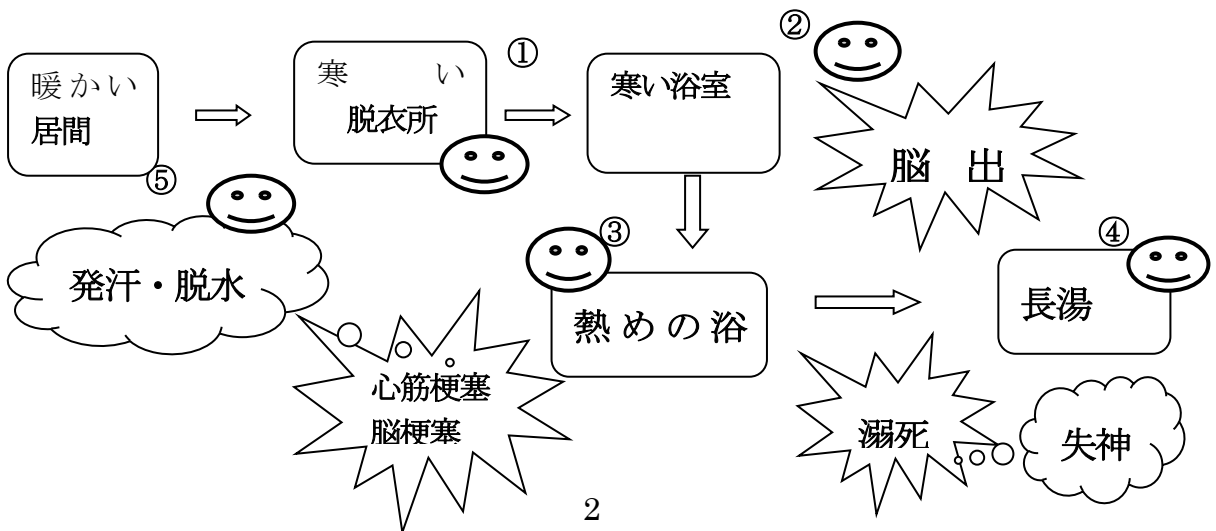 暖かい
居間
寒い
脱衣所
①
寒い浴室
②
脳　出
③
熱めの浴
④
長湯
⑤
発汗・脱水
心筋梗塞
脳梗塞
溺死
失神
2